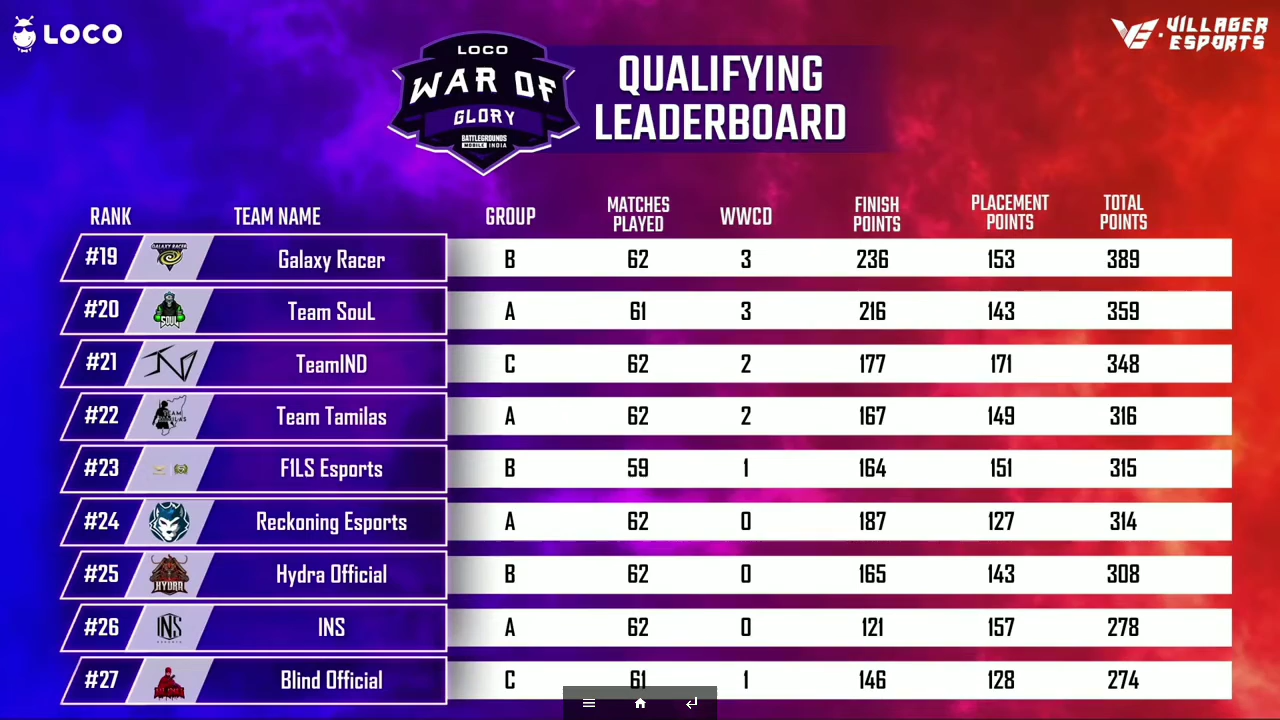 LOCO
VILLAGER
ESPORTS
LOCO
WAR OF
GLORY
BATTLEGROUNDS
MOBILE INDIA
QUALIFYING
LEADERBOARD
RANK TEAM NAME GROUP MATCHES PLAYED WWCD FINISH POINTS PLACEMENT POINTS TOTAL POINTS
#19 GALAXY RACER Galaxy Racer B 62 3 236 153 389
#20 SOUL Team SouL A 61 3 216 143 359
#21 TeamIND C 62 2 177 171 348
#22 Team Tamilas A 62 2 167 149 316
#23 F1LS Esports B 59 1 164 151 315
#24 Reckoning Esports A 62 0 187 127 314
#25 HYDRA Hydra Official B 62 0 165 143 308
#26 INS ESPORTS INS A 62 0 121 157 278
#27 Blind Official C 61 1 146 128 274